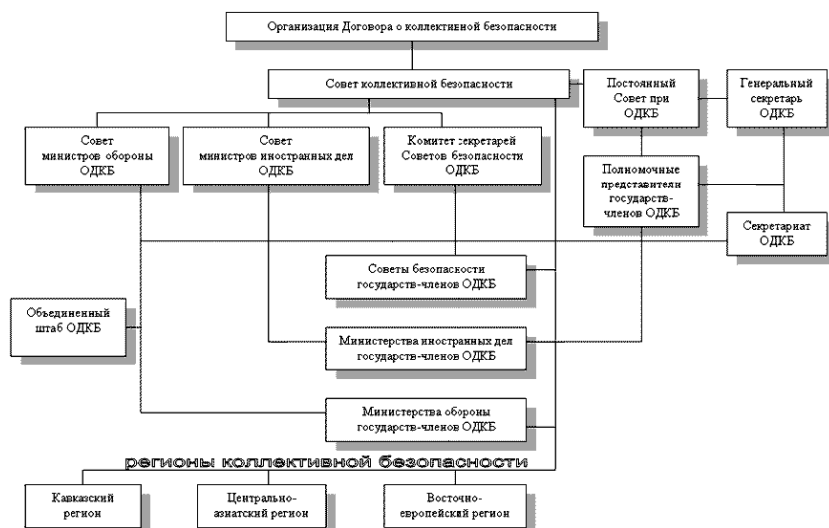 Организация Договора о коллективной безопасности
Совет коллективной безопасности
Постоянный
Совет при
ОДКБ
Генеральный
секретарь
ОДКБ
Совет
министров обороны
ОДКБ
Совет
министров иностранных дел
ОДКБ
Комитет секретарей
Советов безопасности
ОДКБ
Полномочные
представители
государств-
членов ОДКБ
Секретариат
ОДКБ
Советы безопасности
государств-членов ОДКБ
Объединенный
штаб ОДКБ
Министерства иностранных дел
государств-членов ОДКБ
Министерства обороны
государств-членов ОДКБ
регионы коллективной безопасности
Кавказский
регион
Центрально-
азиатский регион
Восточно-
европейский регион